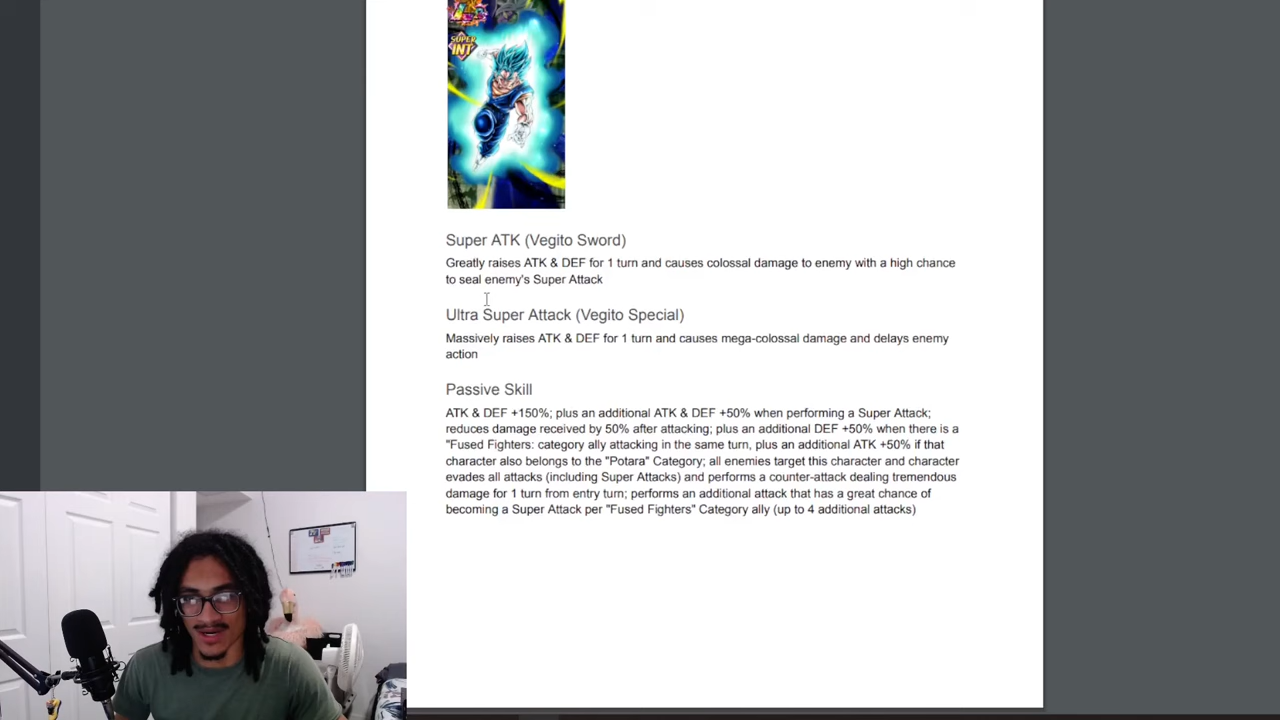 SUPER
INT
Super ATK (Vegito Sword)
Greatly raises ATK & DEF for 1 turn and causes colossal damage to enemy with a high chance
to seal enemy's Super Attack
Ultra Super Attack (Vegito Special)
Massively raises ATK & DEF for 1 turn and causes mega-colossal damage and delays enemy
action
Passive Skill
ATK & DEF +150%; plus an additional ATK & DEF +50% when performing a Super Attack;
reduces damage received by 50% after attacking; plus an additional DEF +50% when there is a
"Fused Fighters: category ally attacking in the same turn, plus an additional ATK +50% if that
character also belongs to the "Potara" Category; all enemies target this character and character
evades all attacks (including Super Attacks) and performs a counter-attack dealing tremendous
damage for 1 turn from entry turn; performs an additional attack that has a great chance of
becoming a Super Attack per "Fused Fighters" Category ally (up to 4 additional attacks)